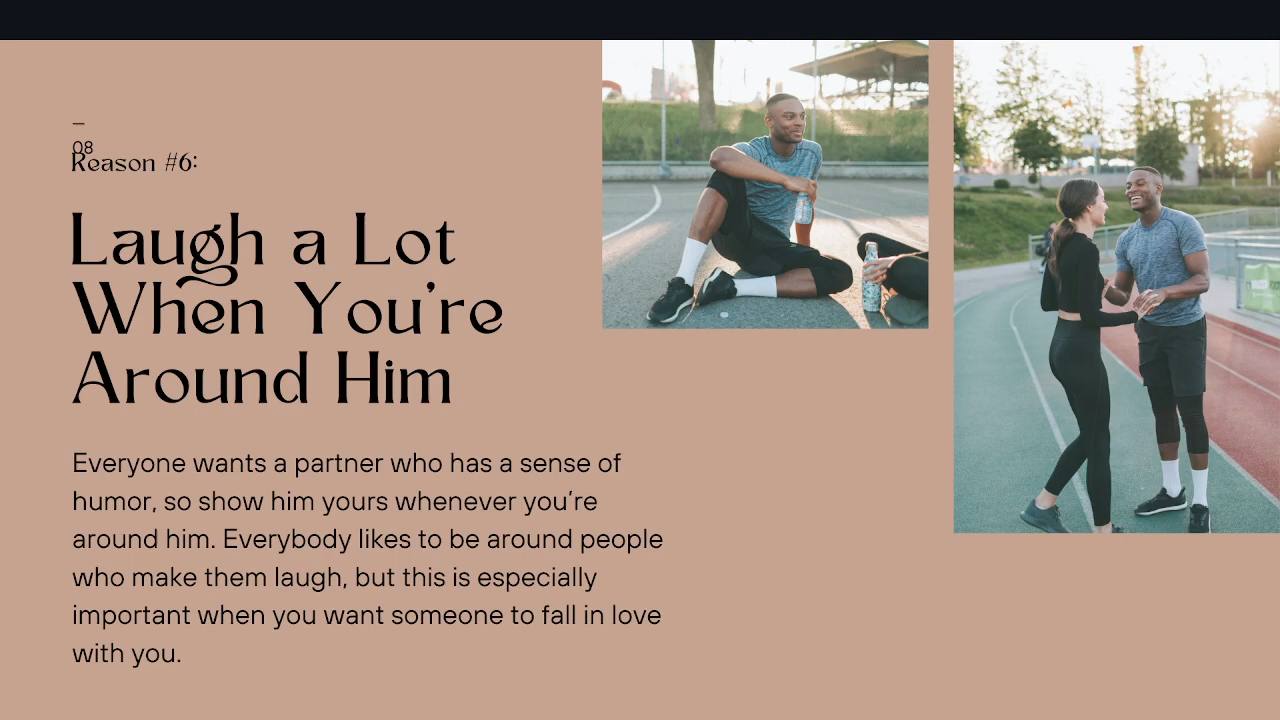 —
08
Reason #6:
Laugh a Lot
When You’re
Around Him
Everyone wants a partner who has a sense of
humor, so show him yours whenever you’re
around him. Everybody likes to be around people
who make them laugh, but this is especially
important when you want someone to fall in love
with you.